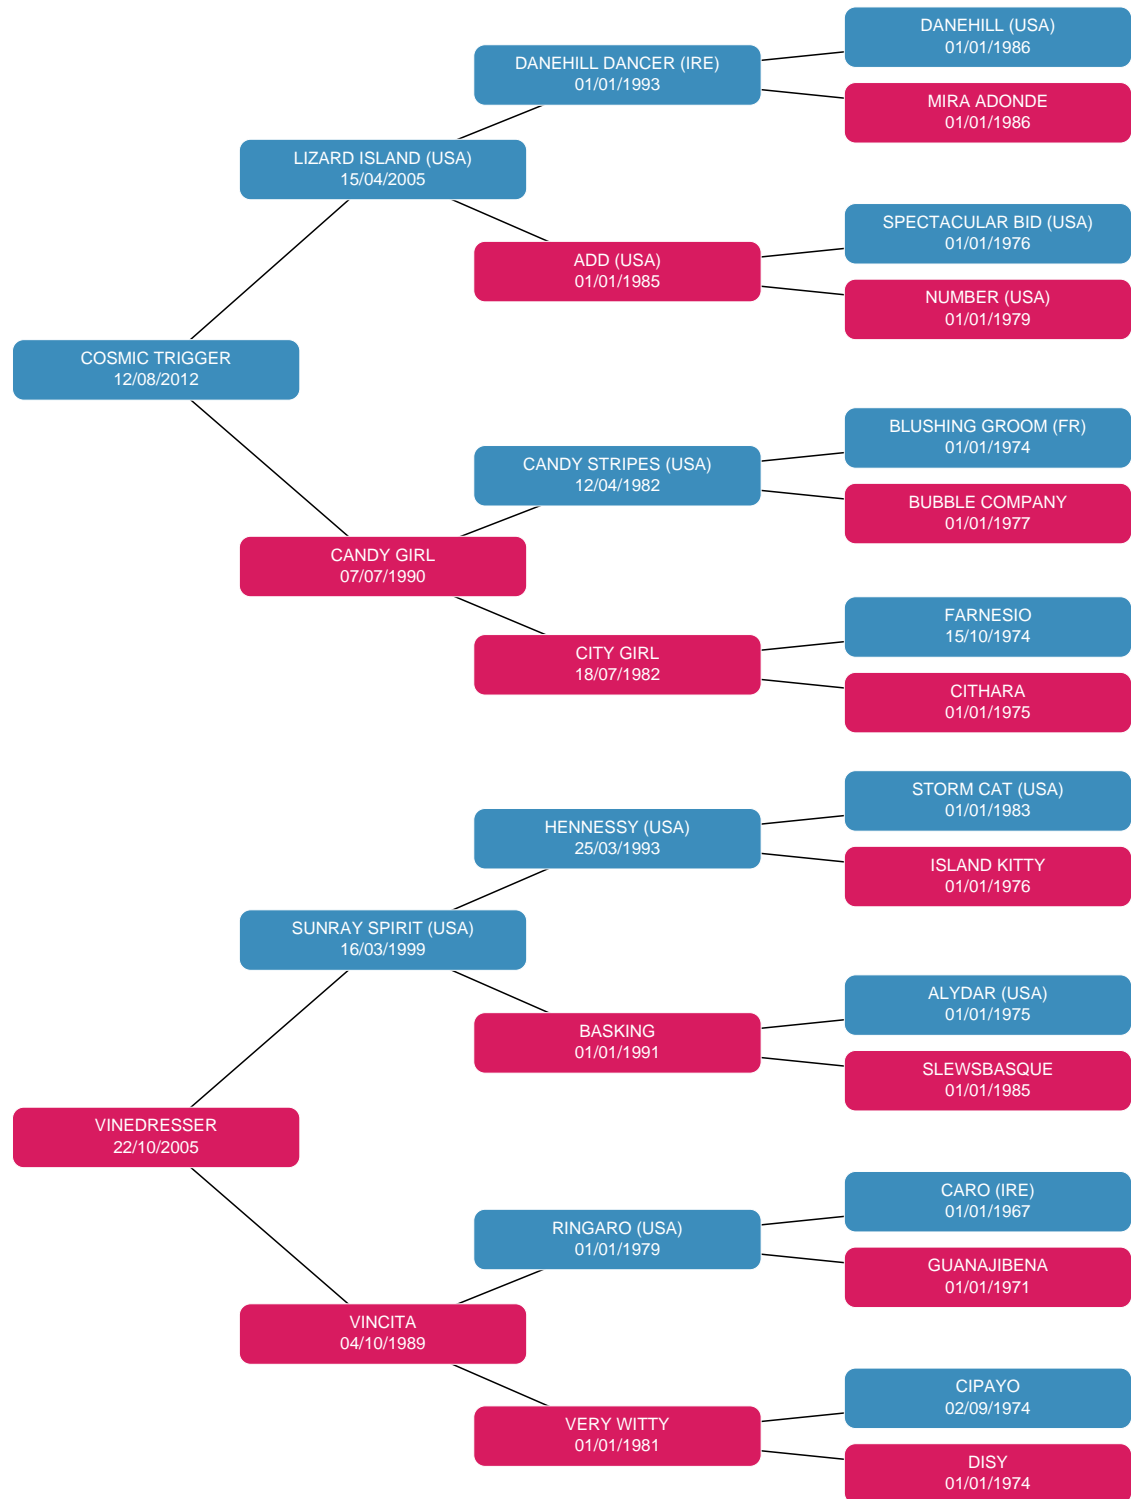 DANEHILL (USA)
01/01/1986
DANEHILL DANCER (IRE)
01/01/1993
MIRA ADONDE
01/01/1986
LIZARD ISLAND (USA)
15/04/2005
SPECTACULAR BID (USA)
01/01/1976
ADD (USA)
01/01/1985
NUMBER (USA)
01/01/1979
COSMIC TRIGGER
12/08/2012
BLUSHING GROOM (FR)
01/01/1974
CANDY STRIPES (USA)
12/04/1982
BUBBLE COMPANY
01/01/1977
CANDY GIRL
07/07/1990
FARNESIO
15/10/1974
CITY GIRL
18/07/1982
CITHARA
01/01/1975
STORM CAT (USA)
01/01/1983
HENNESSY (USA)
25/03/1993
ISLAND KITTY
01/01/1976
SUNRAY SPIRIT (USA)
16/03/1999
ALYDAR (USA)
01/01/1975
BASKING
01/01/1991
SLEWSBASQUE
01/01/1985
VINEDRESSER
22/10/2005
CARO (IRE)
01/01/1967
RINGARO (USA)
01/01/1979
GUANAJIBENA
01/01/1971
VINCITA
04/10/1989
CIPAYO
02/09/1974
VERY WITTY
01/01/1981
DISY
01/01/1974